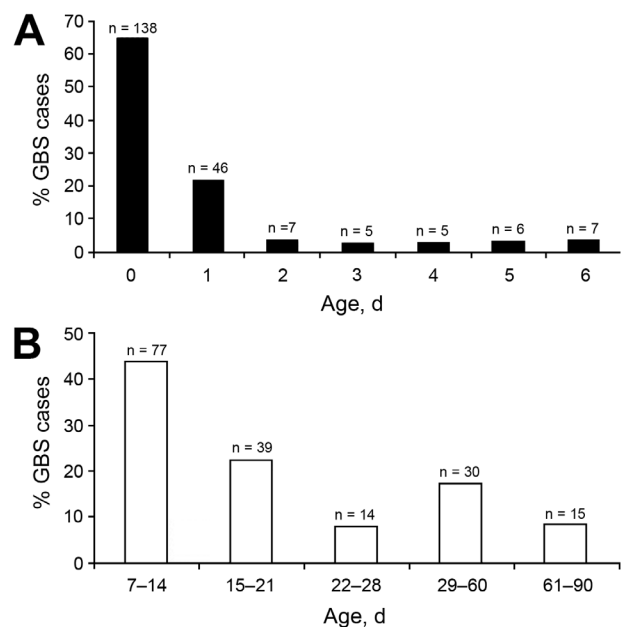 A
% GBS cases
70
60
50
40
30
20
10
0
n = 138
n = 46
n =7
n = 5
n = 5
n = 6
n = 7
0 1 2 3 4 5 6
Age, d
B
% GBS cases
50
40
30
20
10
0
n = 77
n = 39
n = 14
n = 30
n = 15
7–14 15–21 22–28 29–60 61–90
Age, d